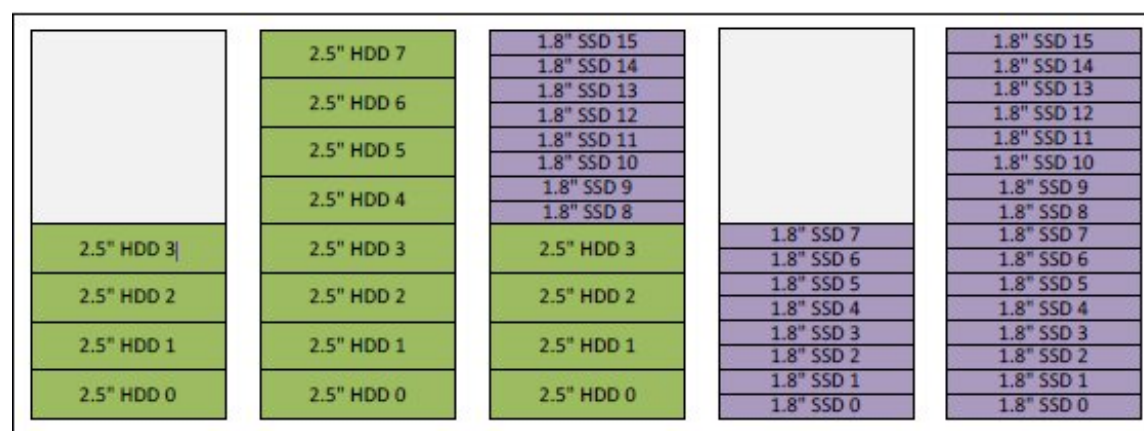 2.5" HDD 3
2.5" HDD 2
2.5" HDD 1
2.5" HDD 0
2.5" HDD 7
2.5" HDD 6
2.5" HDD 5
2.5" HDD 4
2.5" HDD 3
2.5" HDD 2
2.5" HDD 1
2.5" HDD 0
1.8" SSD 15
1.8" SSD 14
1.8" SSD 13
1.8" SSD 12
1.8" SSD 11
1.8" SSD 10
1.8" SSD 9
1.8" SSD 8
2.5" HDD 3
2.5" HDD 2
2.5" HDD 1
2.5" HDD 0
1.8" SSD 7
1.8" SSD 6
1.8" SSD 5
1.8" SSD 4
1.8" SSD 3
1.8" SSD 2
1.8" SSD 1
1.8" SSD 0
1.8" SSD 15
1.8" SSD 14
1.8" SSD 13
1.8" SSD 12
1.8" SSD 11
1.8" SSD 10
1.8" SSD 9
1.8" SSD 8
1.8" SSD 7
1.8" SSD 6
1.8" SSD 5
1.8" SSD 4
1.8" SSD 3
1.8" SSD 2
1.8" SSD 1
1.8" SSD 0